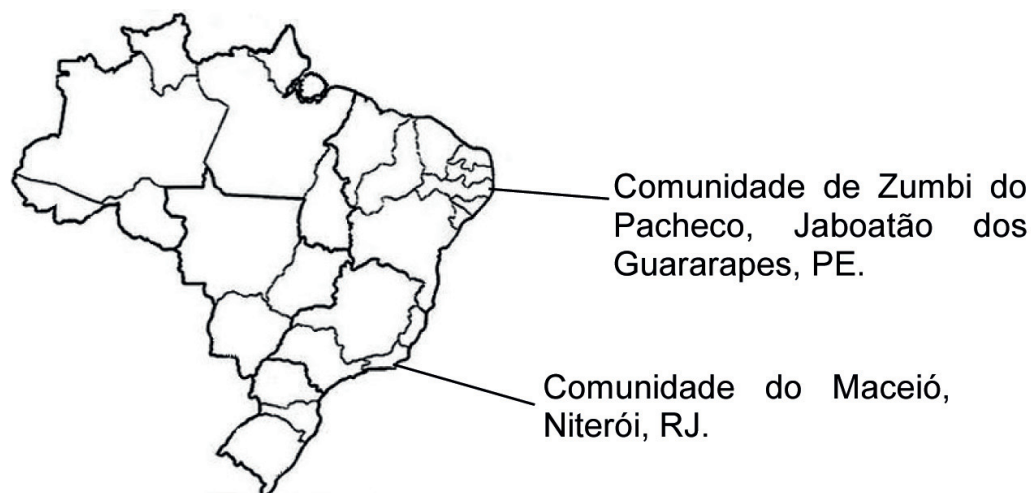 Comunidade de Zumbi do
Pacheco, Jaboatão dos
Guararapes, PE.
Comunidade do Maceió,
Niterói, RJ.